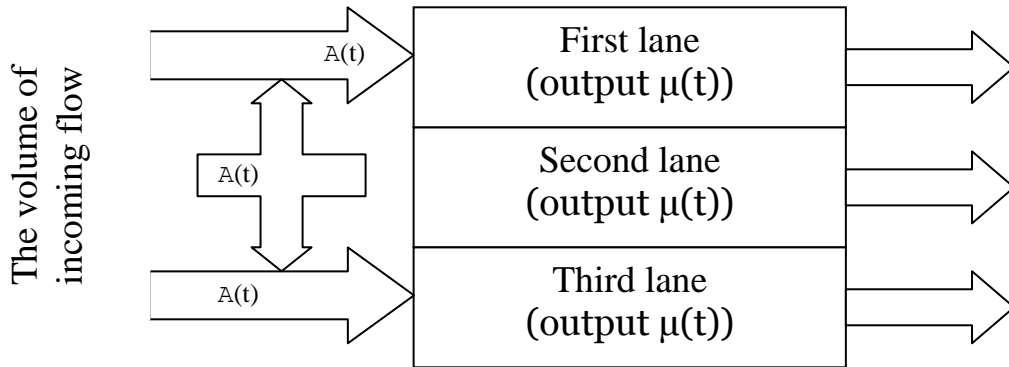 The volume of
incoming flow
A(t)
First lane
(output μ(t))
A(t)
Second lane
(output μ(t))
A(t)
Third lane
(output μ(t))